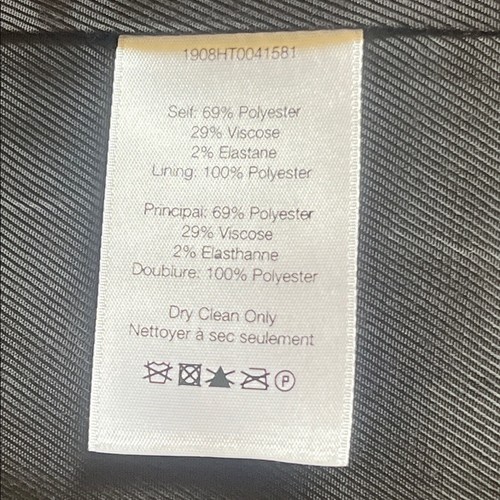 1908HT0041581
Self: 69% Polyester
29% Viscose
2% Elastane
Lining: 100% Polyester
Principal: 69% Polyester
29% Viscose
2% Elasthanne
Doublure: 100% Polyester
Dry Clean Only
Nettoyer à sec seulement
P